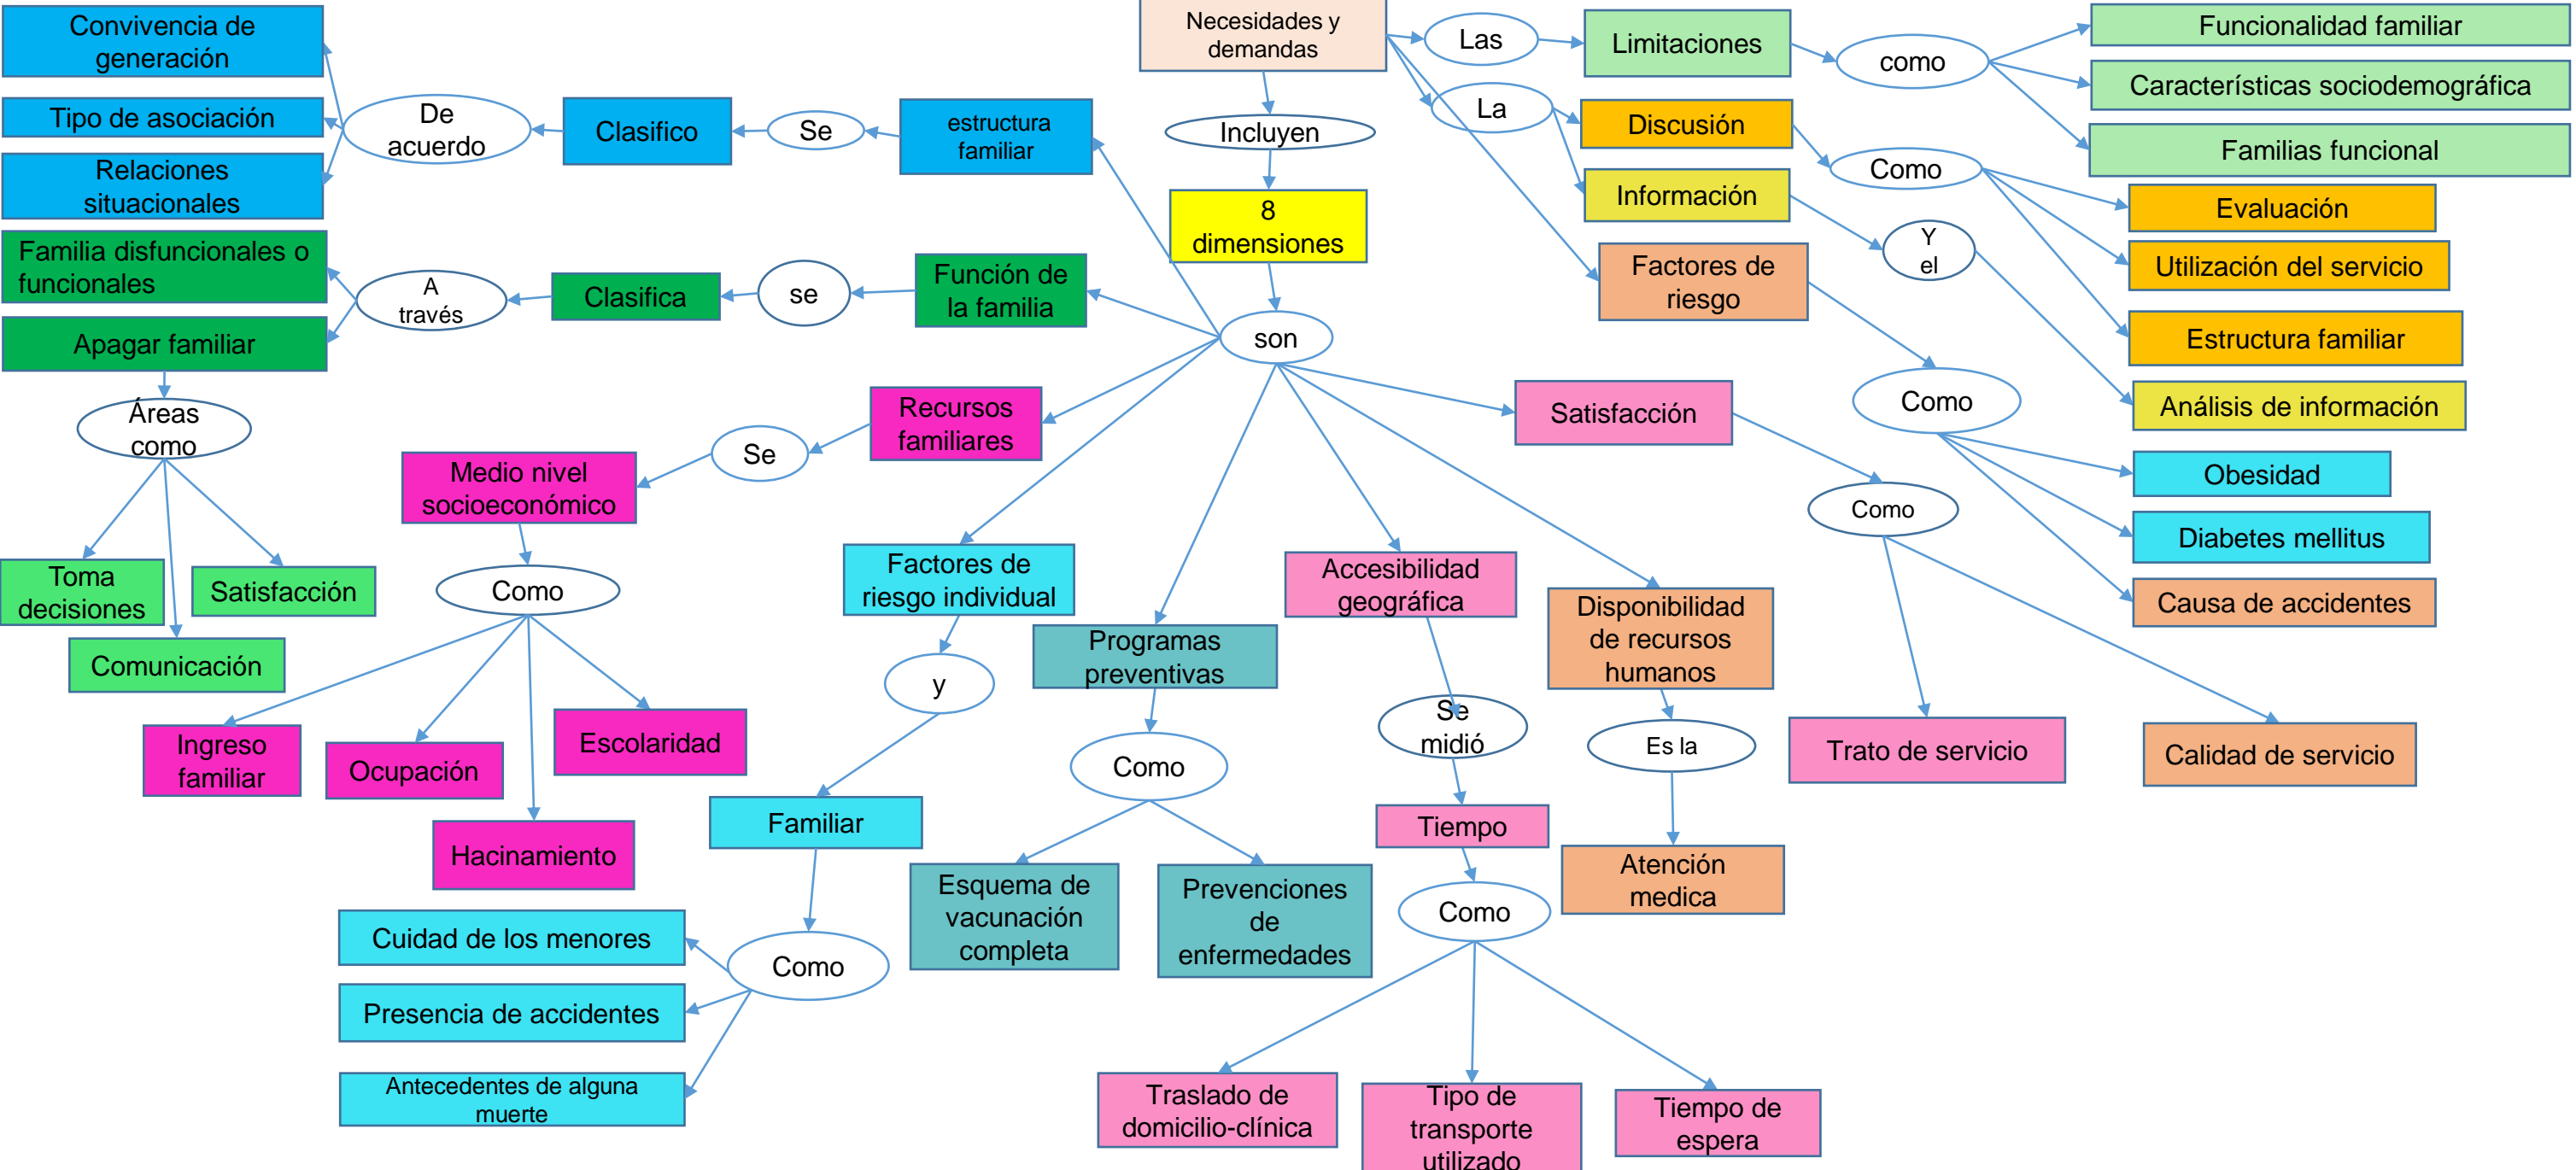 Convivencia de
generación
Tipo de asociación
Relaciones
situacionales
De
acuerdo
Clasifico
Se
estructura
familiar
Necesidades y
demandas
Incluyen
8
dimensiones
son
Las
Limitaciones
como
Funcionalidad familiar
Características sociodemográfica
Familias funcional
La
Discusión
Como
Evaluación
Utilización del servicio
Estructura familiar
Información
Y
el
Análisis de información
Factores de
riesgo
Como
Obesidad
Diabetes mellitus
Causa de accidentes
Familia disfuncionales o
funcionales
Apagar familiar
A
través
Clasifica
se
Función de
la familia
Áreas
como
Toma
decisiones
Comunicación
Satisfacción
Recursos
familiares
Se
Medio nivel
socioeconómico
Como
Ingreso
familiar
Ocupación
Hacinamiento
Escolaridad
Factores de
riesgo individual
y
Familiar
Como
Cuidad de los menores
Presencia de accidentes
Antecedentes de alguna
muerte
Programas
preventivas
Como
Esquema de
vacunación
completa
Prevenciones
de
enfermedades
Accesibilidad
geográfica
Se
midió
Tiempo
Como
Traslado de
domicilio-clínica
Tipo de
transporte
utilizado
Tiempo de
espera
Disponibilidad
de recursos
humanos
Es la
Atención
medica
Satisfacción
Como
Trato de servicio
Calidad de servicio